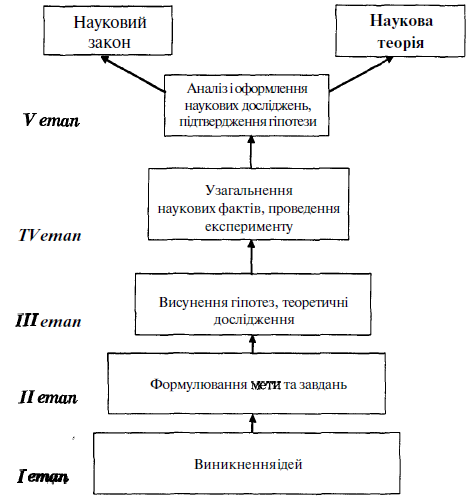 Науковий
закон
Наукова
теорія
Аналіз і оформлення
наукових досліджень,
підтвердження гіпотези
V етап
Узагальнення
наукових фактів, проведення
експерименту
IV етап
Висунення гіпотез, теоретичні
дослідження
III етап
Формулювання мети та завдань
II етап
Виникнення ідей
I етап